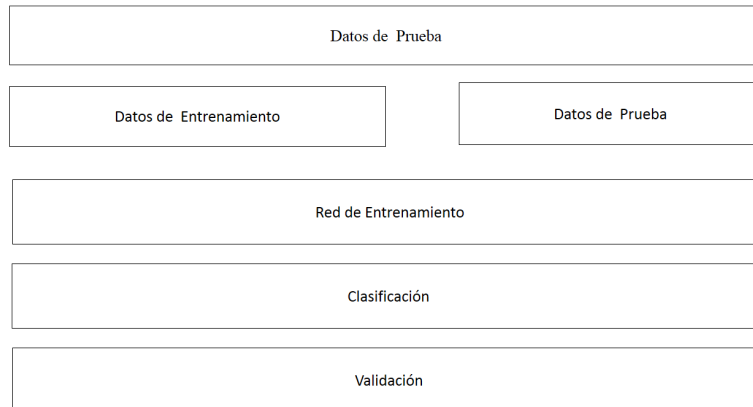 Datos de Prueba
Datos de Entrenamiento
Datos de Prueba
Red de Entrenamiento
Clasificación
Validación